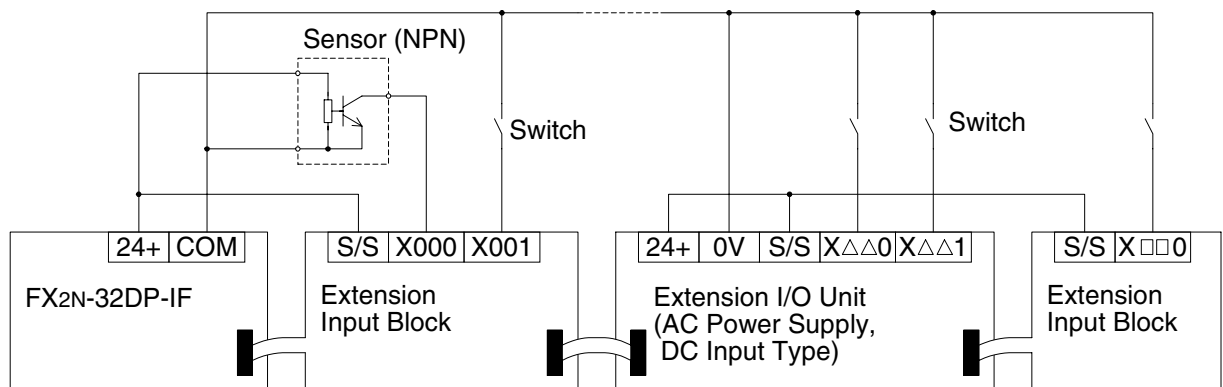 Sensor (NPN)
Switch
Switch
24+ COM
S/S X000 X001
24+ 0V S/S X△△0 X△△1
S/S X□□0
FX2N-32DP-IF
Extension
Input Block
Extension I/O Unit
(AC Power Supply,
DC Input Type)
Extension
Input Block